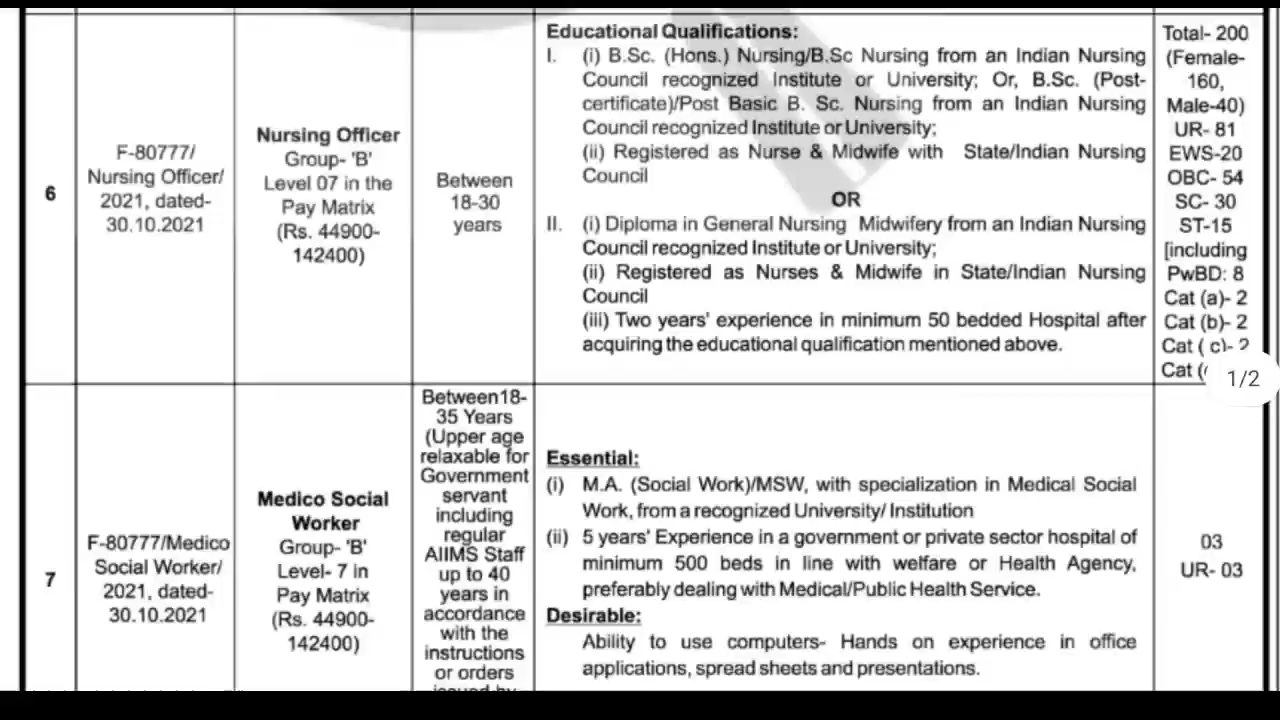 6
F-80777/
Nursing Officer/
2021, dated-
30.10.2021
Nursing Officer
Group- 'B'
Level 07 in the
Pay Matrix
(Rs. 44900-
142400)
Between
18-30
years
Educational Qualifications:
I. (i) B.Sc. (Hons.) Nursing/B.Sc Nursing from an Indian Nursing
Council recognized Institute or University; Or, B.Sc. (Post-
certificate)/Post Basic B. Sc. Nursing from an Indian Nursing
Council recognized Institute or University;
(ii) Registered as Nurse & Midwife with State/Indian Nursing
Council
OR
II. (i) Diploma in General Nursing Midwifery from an Indian Nursing
Council recognized Institute or University;
(ii) Registered as Nurses & Midwife in State/Indian Nursing
Council
(iii) Two years' experience in minimum 50 bedded Hospital after
acquiring the educational qualification mentioned above.
Total- 200
(Female-
160,
Male-40)
UR- 81
EWS-20
OBC- 54
SC- 30
ST-15
[including
PwBD: 8
Cat (a)- 2
Cat (b)- 2
Cat ( c)- 2
Cat (
1/2
7
F-80777/Medico
Social Worker/
2021, dated-
30.10.2021
Medico Social
Worker
Group- 'B'
Level- 7 in
Pay Matrix
(Rs. 44900-
142400)
Between18-
35 Years
(Upper age
relaxable for
Government
servant
including
regular
AIIMS Staff
up to 40
years in
accordance
with the
instructions
or orders
issued by
Essential:
(i) M.A. (Social Work)/MSW, with specialization in Medical Social
Work, from a recognized University/ Institution
(ii) 5 years' Experience in a government or private sector hospital of
minimum 500 beds in line with welfare or Health Agency,
preferably dealing with Medical/Public Health Service.
Desirable:
Ability to use computers- Hands on experience in office
applications, spread sheets and presentations.
03
UR- 03